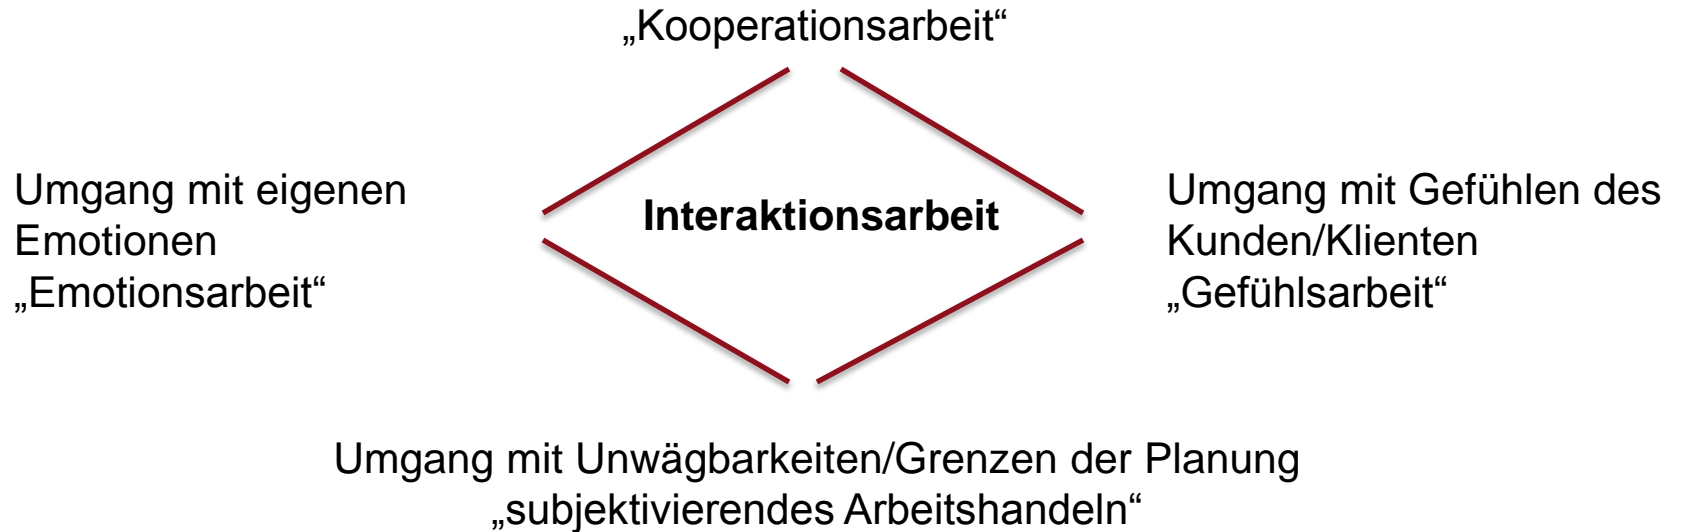 „Kooperationsarbeit“
Umgang mit eigenen
Emotionen
„Emotionsarbeit“
Interaktionsarbeit
Umgang mit Gefühlen des
Kunden/Klienten
„Gefühlsarbeit“
Umgang mit Unwägbarkeiten/Grenzen der Planung
„subjektivierendes Arbeitshandeln“